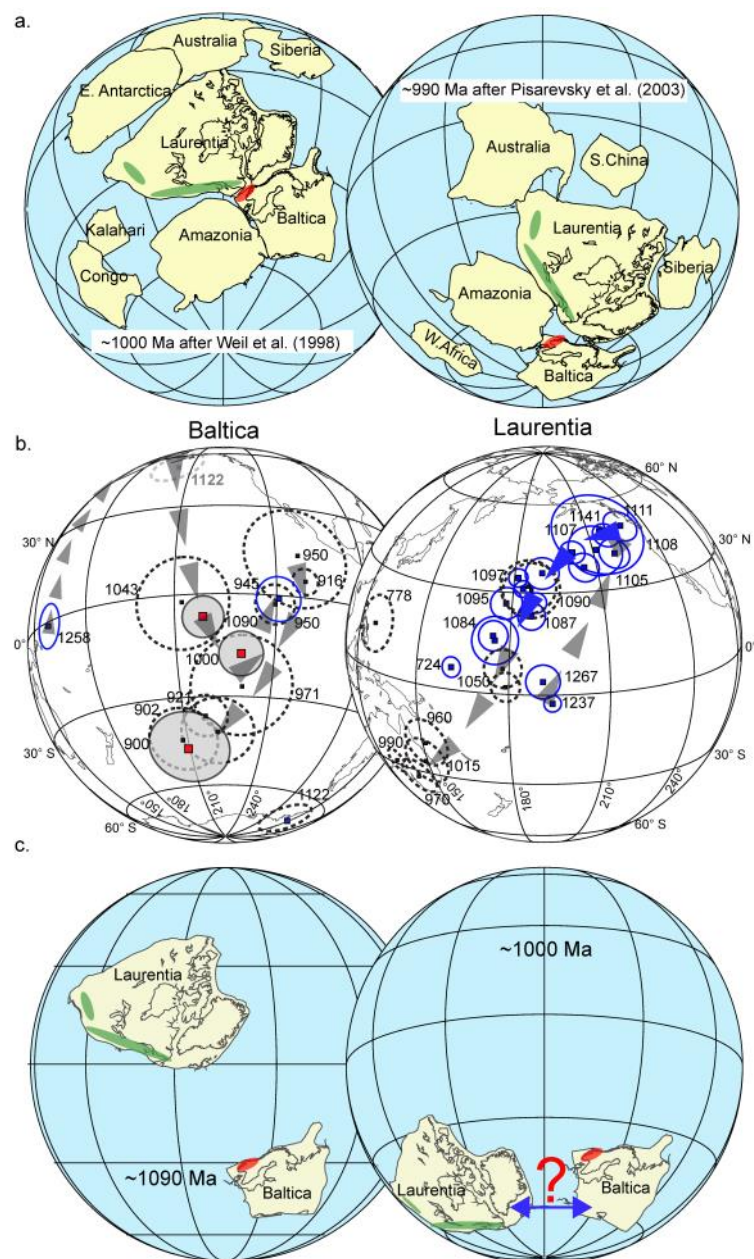 a.
Australia
Siberia
E. Antarctica
Laurentia
Baltica
Kalahari
Amazonia
Congo
~1000 Ma after Weil et al. (1998)
~990 Ma after Pisarevsky et al. (2003)
Australia
S.China
Laurentia
Siberia
Amazonia
W.Africa
Baltica
b.
Baltica
1122
30° N
950
1043
945
916
1090
950
1258
0°
1000
971
921
902
900
30° S
1122
150°
180°
210°
240°
60° S
Laurentia
60° N
1141
1111
1107
30° N
1108
1097
1105
1095
1090
778
1087
1084
0°
724
1267
1050
1237
960
990
1015
30° S
970
150°
180°
210°
240°
60° S
c.
Laurentia
~1090 Ma
Baltica
~1000 Ma
Laurentia
?
Baltica